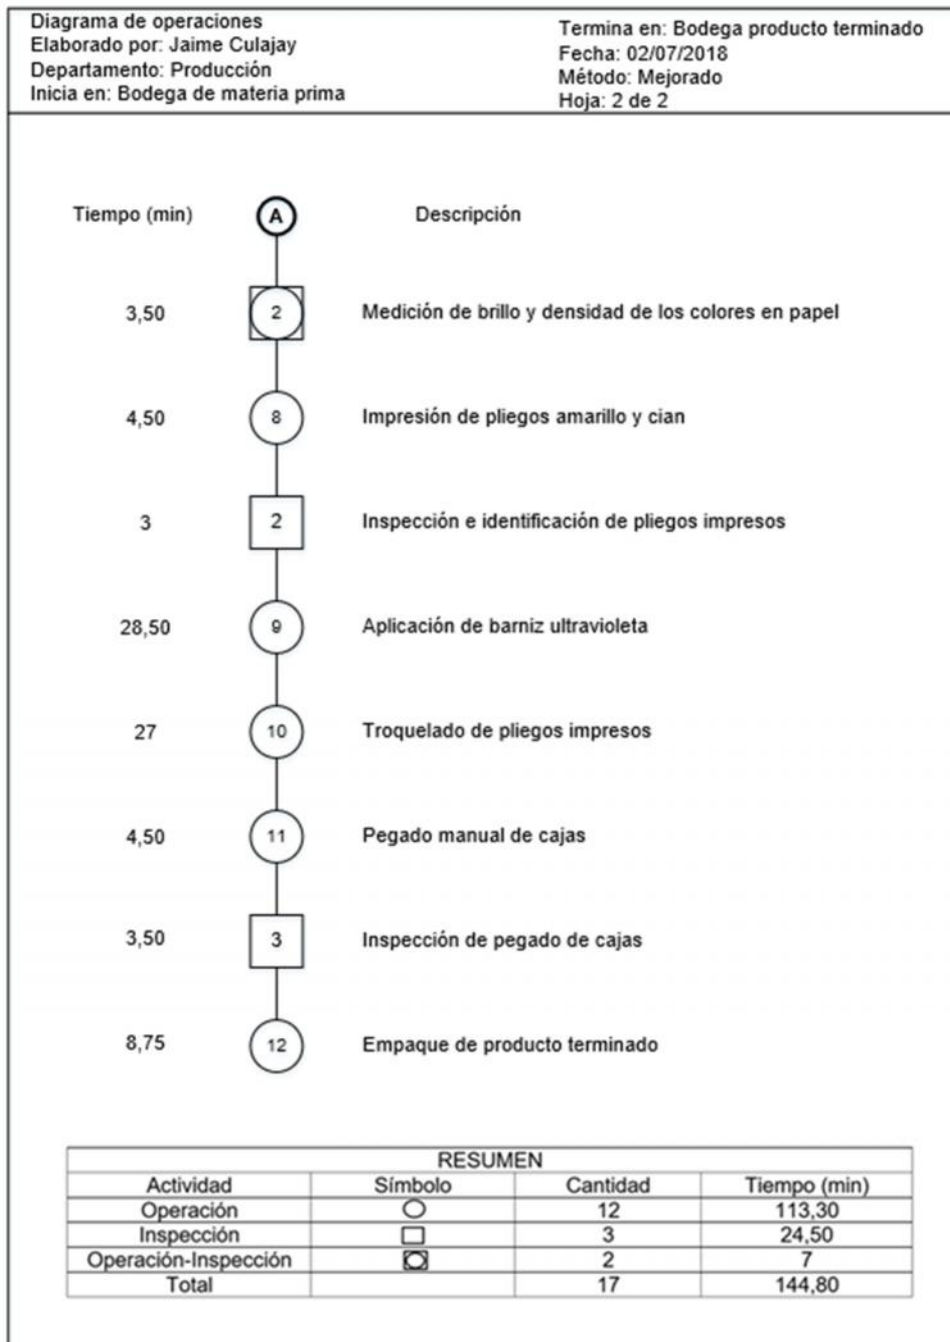 Diagrama de operaciones
Elaborado por: Jaime Culajay
Departamento: Producción
Inicia en: Bodega de materia prima
Termina en: Bodega producto terminado
Fecha: 02/07/2018
Método: Mejorado
Hoja: 2 de 2
Tiempo (min) A Descripción
3,50 2 Medición de brillo y densidad de los colores en papel
4,50 8 Impresión de pliegos amarillo y cian
3 2 Inspección e identificación de pliegos impresos
28,50 9 Aplicación de barniz ultravioleta
27 10 Troquelado de pliegos impresos
4,50 11 Pegado manual de cajas
3,50 3 Inspección de pegado de cajas
8,75 12 Empaque de producto terminado
RESUMEN
Actividad Símbolo Cantidad Tiempo (min)
Operación 12 113,30
Inspección 3 24,50
Operación-Inspección 2 7
Total 17 144,80